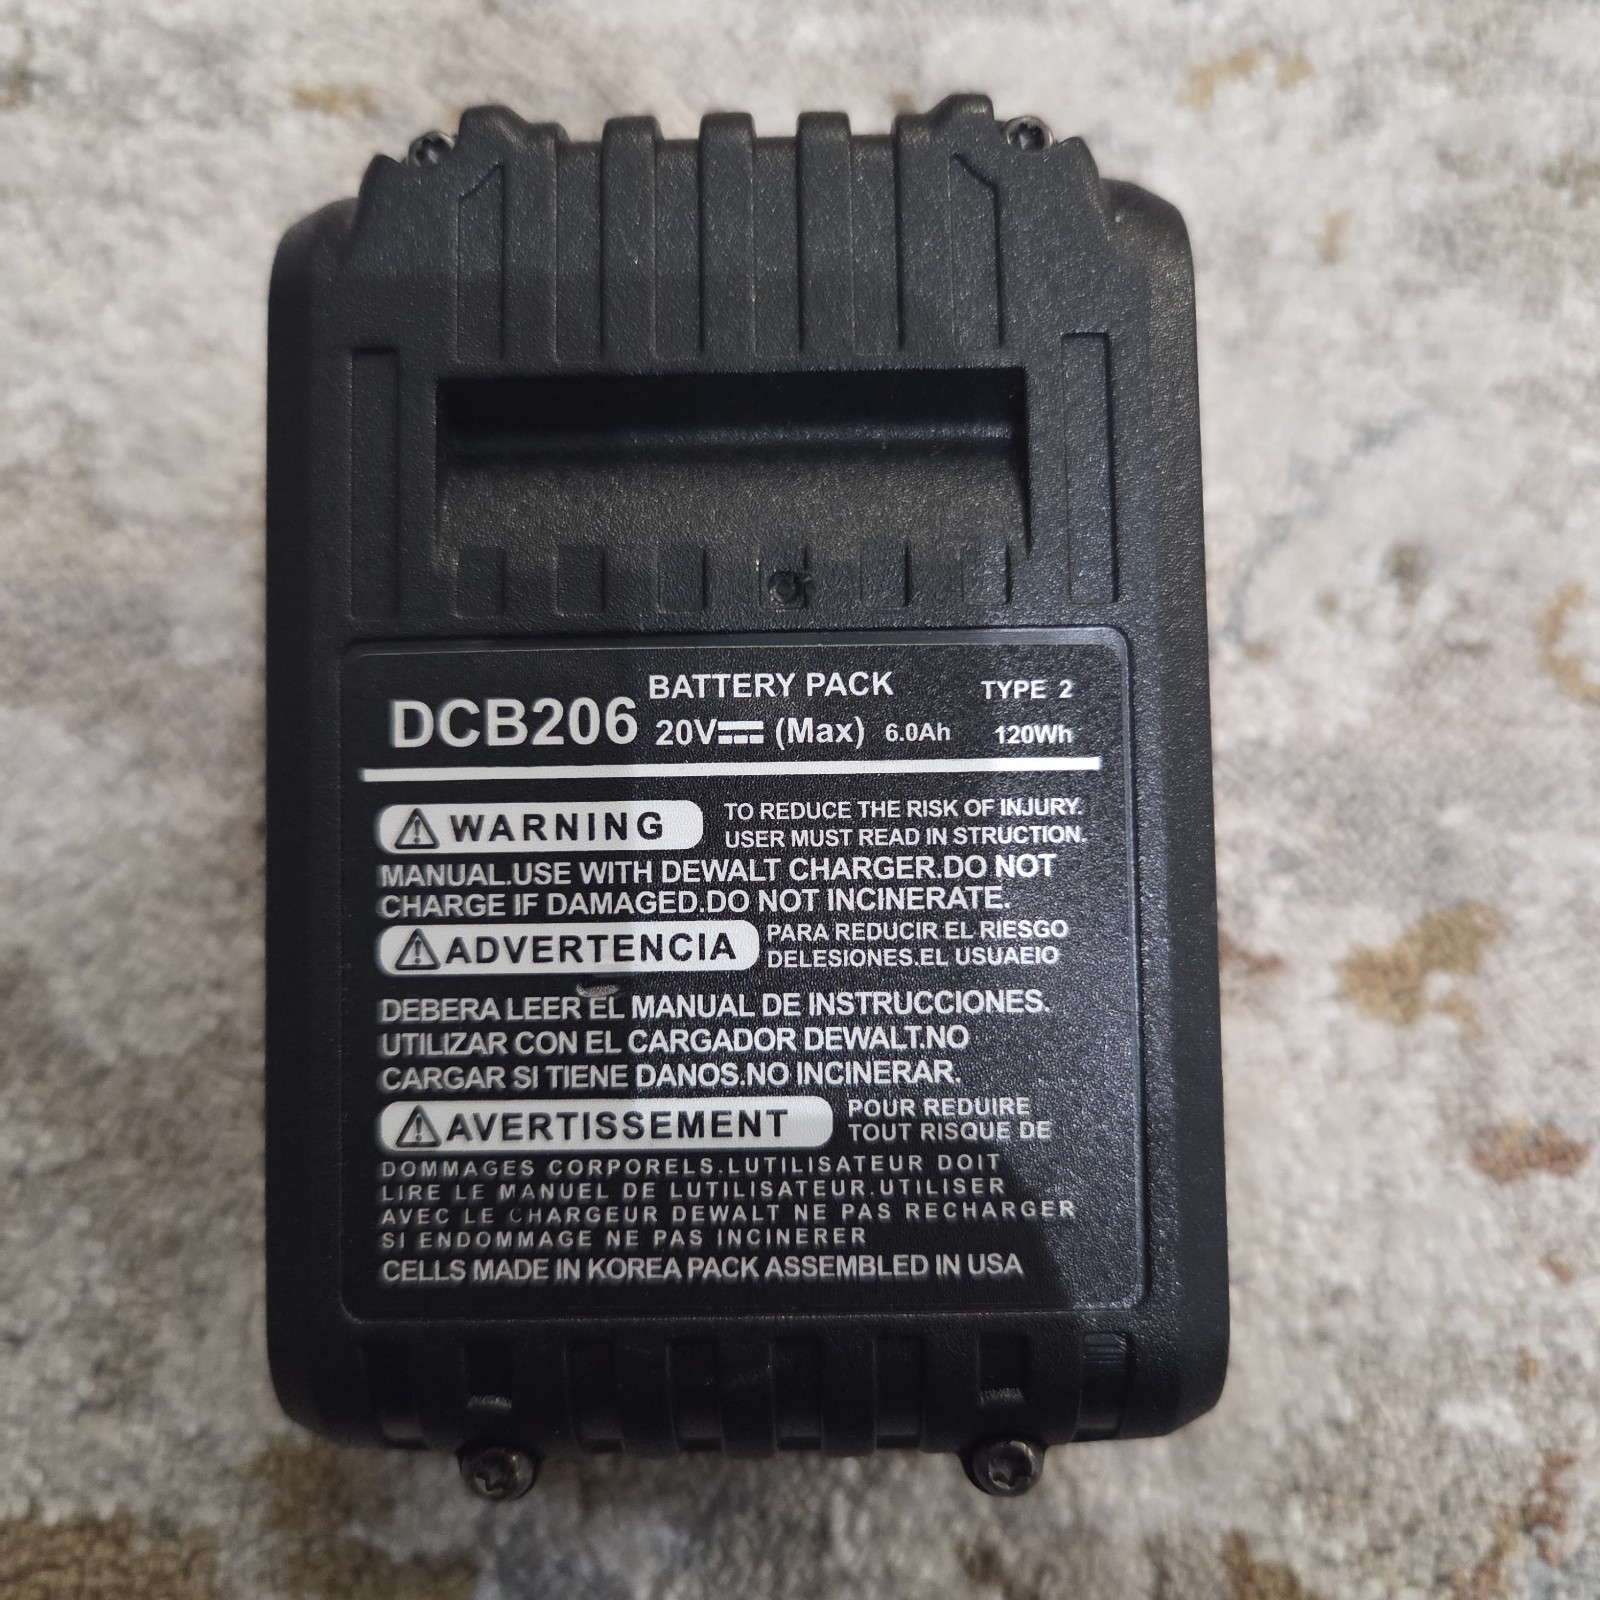 BATTERY PACK TYPE 2
DCB206 20V (Max) 6.0Ah 120Wh
WARNING TO REDUCE THE RISK OF INJURY.
USER MUST READ IN STRUCTION.
MANUAL.USE WITH DEWALT CHARGER.DO NOT
CHARGE IF DAMAGED.DO NOT INCINERATE.
ADVERTENCIA PARA REDUCIR EL RIESGO
DELESIONES.EL USUAEIO
DEBERA LEER EL MANUAL DE INSTRUCCIONES.
UTILIZAR CON EL CARGADOR DEWALT.NO
CARGAR SI TIENE DANOS.NO INCINERAR.
AVERTISSEMENT POUR REDUIRE
TOUT RISQUE DE
DOMMAGES CORPORELS.LUTILISATEUR DOIT
LIRE LE MANUEL DE LUTILISATEUR.UTILISER
AVEC LE CHARGEUR DEWALT NE PAS RECHARGER
SI ENDOMMAGE NE PAS INCINERER
CELLS MADE IN KOREA PACK ASSEMBLED IN USA